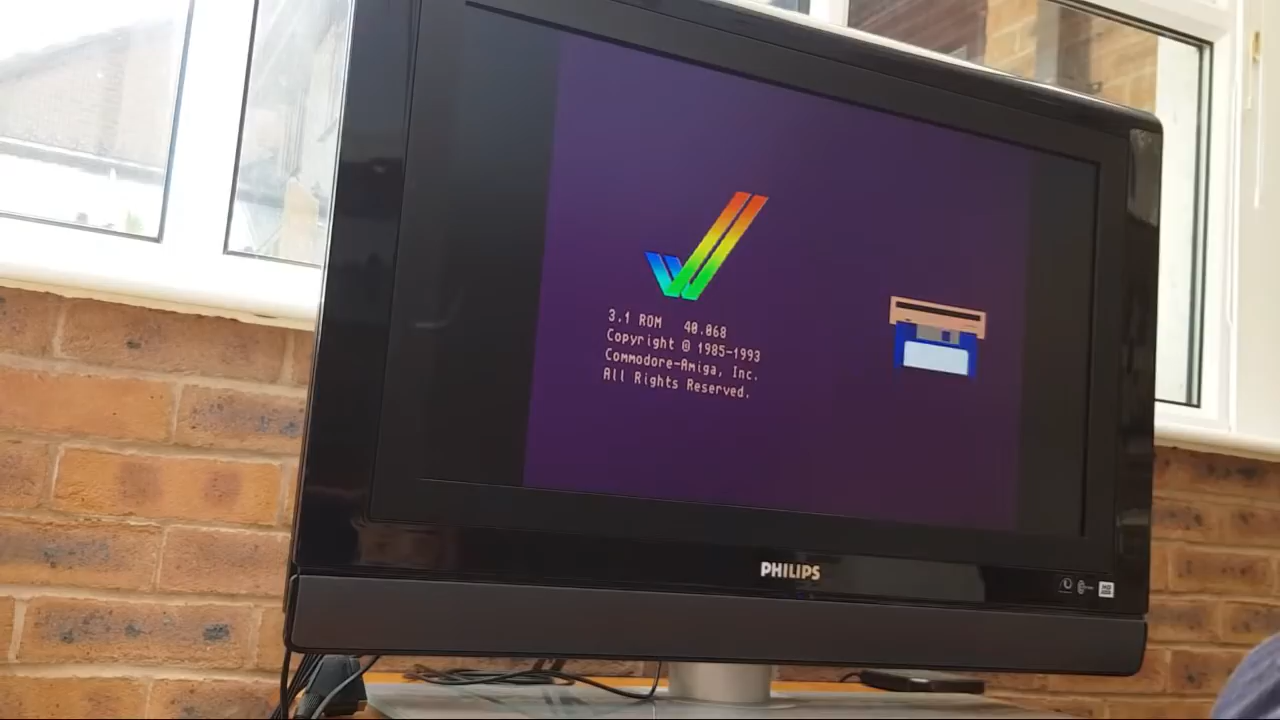 3.1 ROM 40.068
Copyright © 1985-1993
Commodore-Amiga, Inc.
All Rights Reserved.
PHILIPS